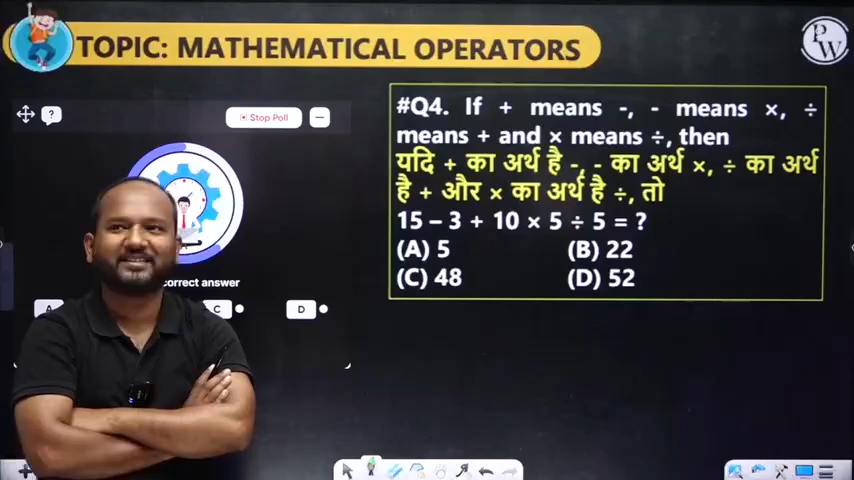 TOPIC: MATHEMATICAL OPERATORS
PW
?
Stop Poll
#Q4. If + means -, - means ×, ÷
means + and × means ÷, then
यदि + का अर्थ है -, - का अर्थ ×, ÷ का अर्थ
है + और × का अर्थ है ÷, तो
15 – 3 + 10 × 5 ÷ 5 = ?
(A) 5 (B) 22
(C) 48 (D) 52
correct answer
A C D